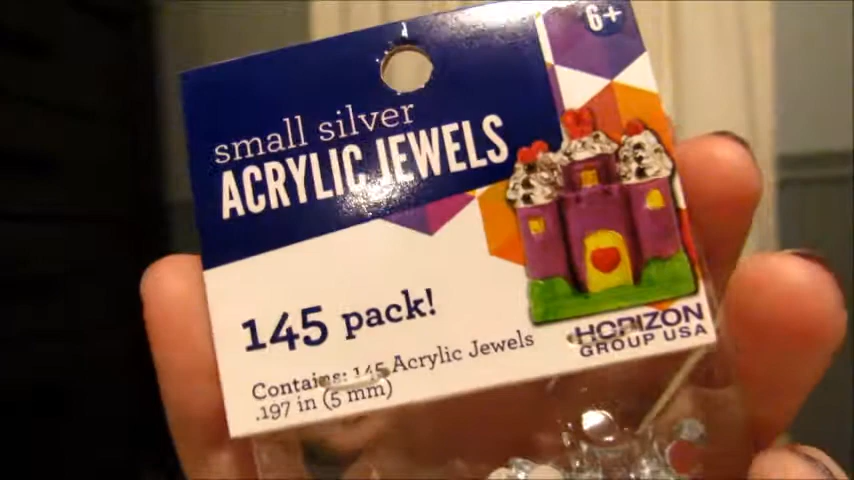 6+
small silver
ACRYLIC JEWELS
145 pack!
HORIZON
GROUP USA
Contains: 145 Acrylic Jewels
.197 in (5 mm)